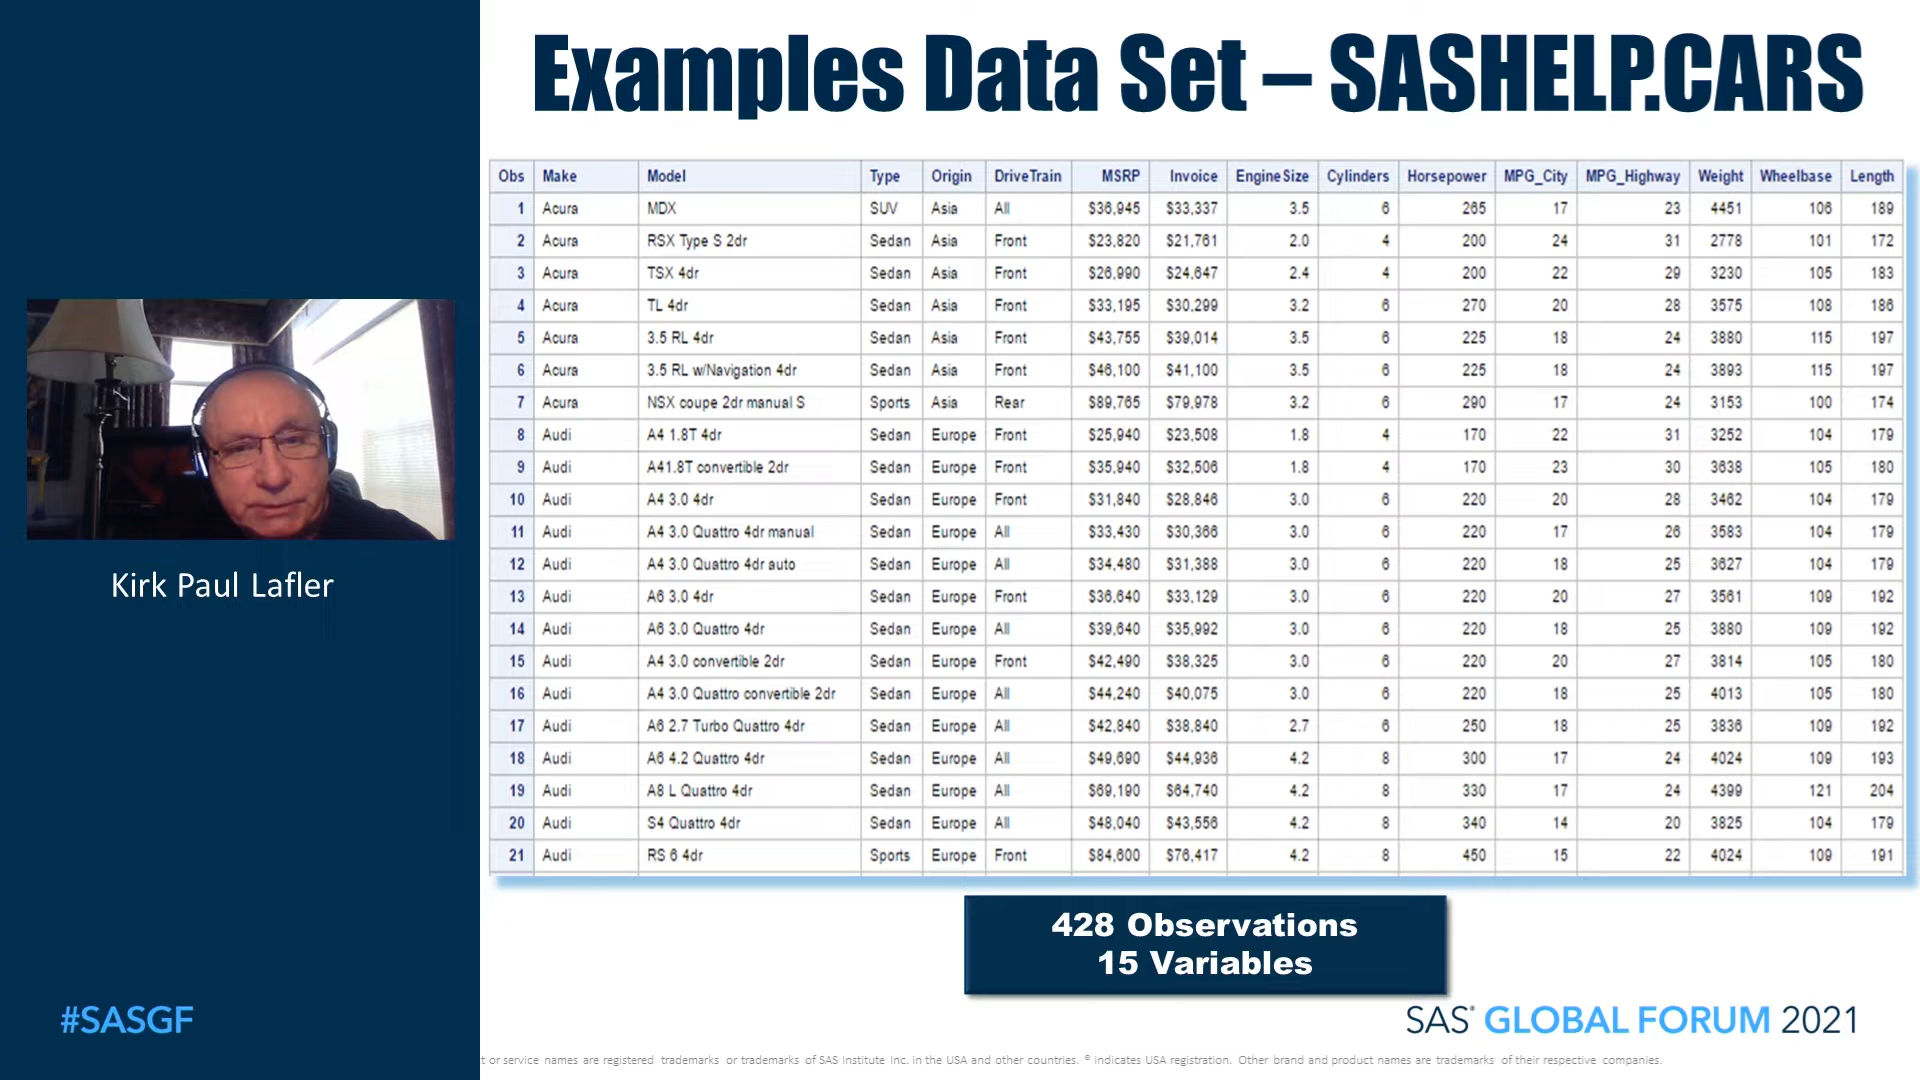 Examples Data Set – SASHELP.CARS
Obs Make Model Type Origin DriveTrain MSRP Invoice EngineSize Cylinders Horsepower MPG_City MPG_Highway Weight Wheelbase Length
1 Acura MDX SUV Asia All $36,945 $33,337 3.5 6 265 17 23 4451 106 189
2 Acura RSX Type S 2dr Sedan Asia Front $23,820 $21,761 2.0 4 200 24 31 2778 101 172
3 Acura TSX 4dr Sedan Asia Front $26,990 $24,647 2.4 4 200 22 29 3230 105 183
4 Acura TL 4dr Sedan Asia Front $33,195 $30,299 3.2 6 270 20 28 3575 108 186
5 Acura 3.5 RL 4dr Sedan Asia Front $43,755 $39,014 3.5 6 225 18 24 3880 115 197
6 Acura 3.5 RL w/Navigation 4dr Sedan Asia Front $46,100 $41,100 3.5 6 225 18 24 3893 115 197
7 Acura NSX coupe 2dr manual S Sports Asia Rear $89,765 $79,978 3.2 6 290 17 24 3153 100 174
8 Audi A4 1.8T 4dr Sedan Europe Front $25,940 $23,508 1.8 4 170 22 31 3252 104 179
9 Audi A41.8T convertible 2dr Sedan Europe Front $35,940 $32,506 1.8 4 170 23 30 3638 105 180
10 Audi A4 3.0 4dr Sedan Europe Front $31,840 $28,846 3.0 6 220 20 28 3462 104 179
11 Audi A4 3.0 Quattro 4dr manual Sedan Europe All $33,430 $30,366 3.0 6 220 17 26 3583 104 179
12 Audi A4 3.0 Quattro 4dr auto Sedan Europe All $34,480 $31,388 3.0 6 220 18 25 3627 104 179
13 Audi A6 3.0 4dr Sedan Europe Front $36,640 $33,129 3.0 6 220 20 27 3561 109 192
14 Audi A6 3.0 Quattro 4dr Sedan Europe All $39,640 $35,992 3.0 6 220 18 25 3880 109 192
15 Audi A4 3.0 convertible 2dr Sedan Europe Front $42,490 $38,325 3.0 6 220 20 27 3814 105 180
16 Audi A4 3.0 Quattro convertible 2dr Sedan Europe All $44,240 $40,075 3.0 6 220 18 25 4013 105 180
17 Audi A6 2.7 Turbo Quattro 4dr Sedan Europe All $42,840 $38,840 2.7 6 250 18 25 3836 109 192
18 Audi A6 4.2 Quattro 4dr Sedan Europe All $49,690 $44,936 4.2 8 300 17 24 4024 109 193
19 Audi A8 L Quattro 4dr Sedan Europe All $69,190 $64,740 4.2 8 330 17 24 4399 121 204
20 Audi S4 Quattro 4dr Sedan Europe All $48,040 $43,556 4.2 8 340 14 20 3825 104 179
21 Audi RS 6 4dr Sports Europe Front $84,600 $76,417 4.2 8 450 15 22 4024 109 191
Kirk Paul Lafler
428 Observations
15 Variables
#SASGF
SAS® GLOBAL FORUM 2021
t or service names are registered trademarks or trademarks of SAS Institute Inc. in the USA and other countries. ® indicates USA registration. Other brand and product names are trademarks of their respective companies.